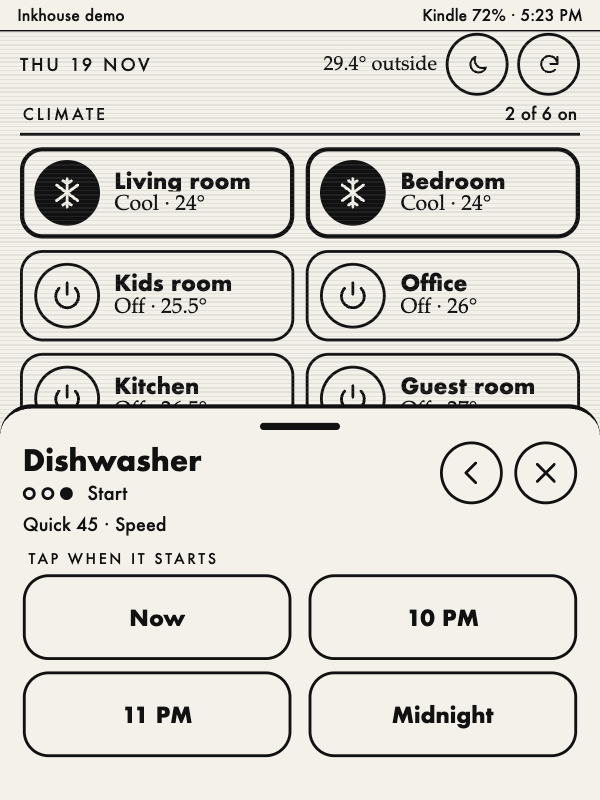 Inkhouse demo
Kindle 72% · 5:23 PM
THU 19 NOV
29.4° outside
CLIMATE
2 of 6 on
Living room
Cool · 24°
Bedroom
Cool · 24°
Kids room
Off · 25.5°
Office
Off · 26°
Kitchen
Guest room
Dishwasher
Start
Quick 45 · Speed
TAP WHEN IT STARTS
Now
10 PM
11 PM
Midnight